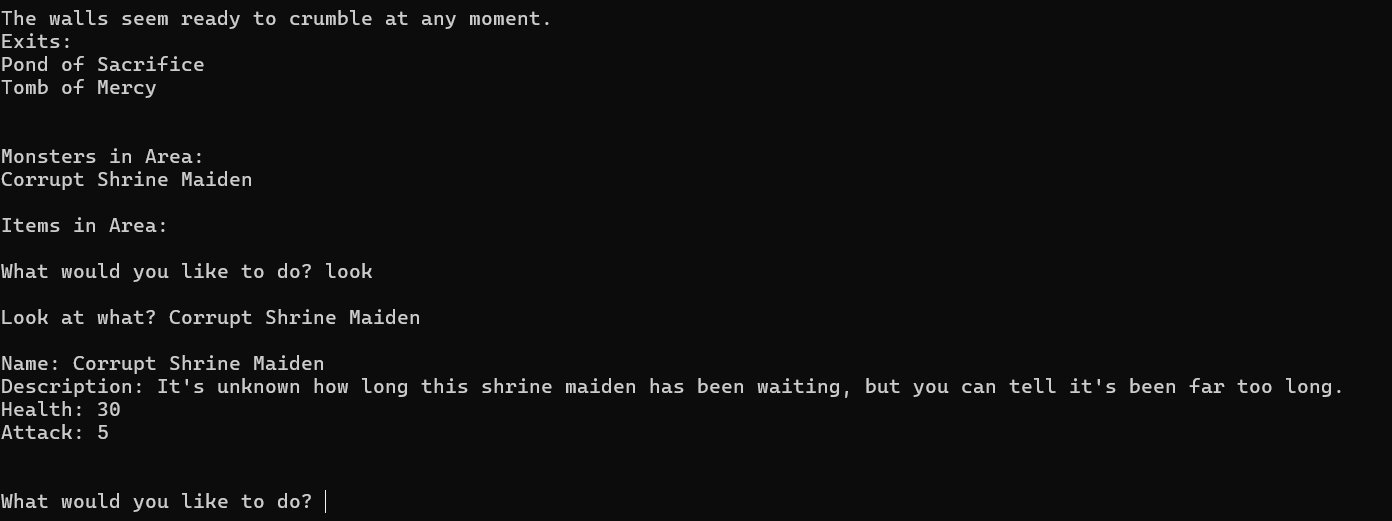 The walls seem ready to crumble at any moment.
Exits:
Pond of Sacrifice
Tomb of Mercy
Monsters in Area:
Corrupt Shrine Maiden
Items in Area:
What would you like to do? look
Look at what? Corrupt Shrine Maiden
Name: Corrupt Shrine Maiden
Description: It's unknown how long this shrine maiden has been waiting, but you can tell it's been far too long.
Health: 30
Attack: 5
What would you like to do?